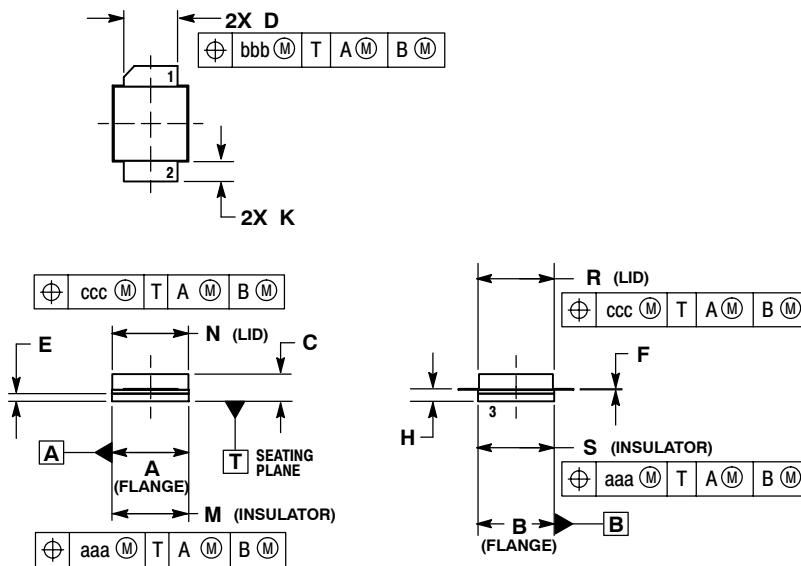 2X D
⌖ bbb Ⓜ T A Ⓜ B Ⓜ
1
2
2X K
⌖ ccc Ⓜ T A Ⓜ B Ⓜ
R (LID)
⌖ ccc Ⓜ T A Ⓜ B Ⓜ
E
N (LID)
C
F
H
3
A
A
(FLANGE)
T SEATING
PLANE
S (INSULATOR)
⌖ aaa Ⓜ T A Ⓜ B Ⓜ
M (INSULATOR)
B
(FLANGE)
B
⌖ aaa Ⓜ T A Ⓜ B Ⓜ